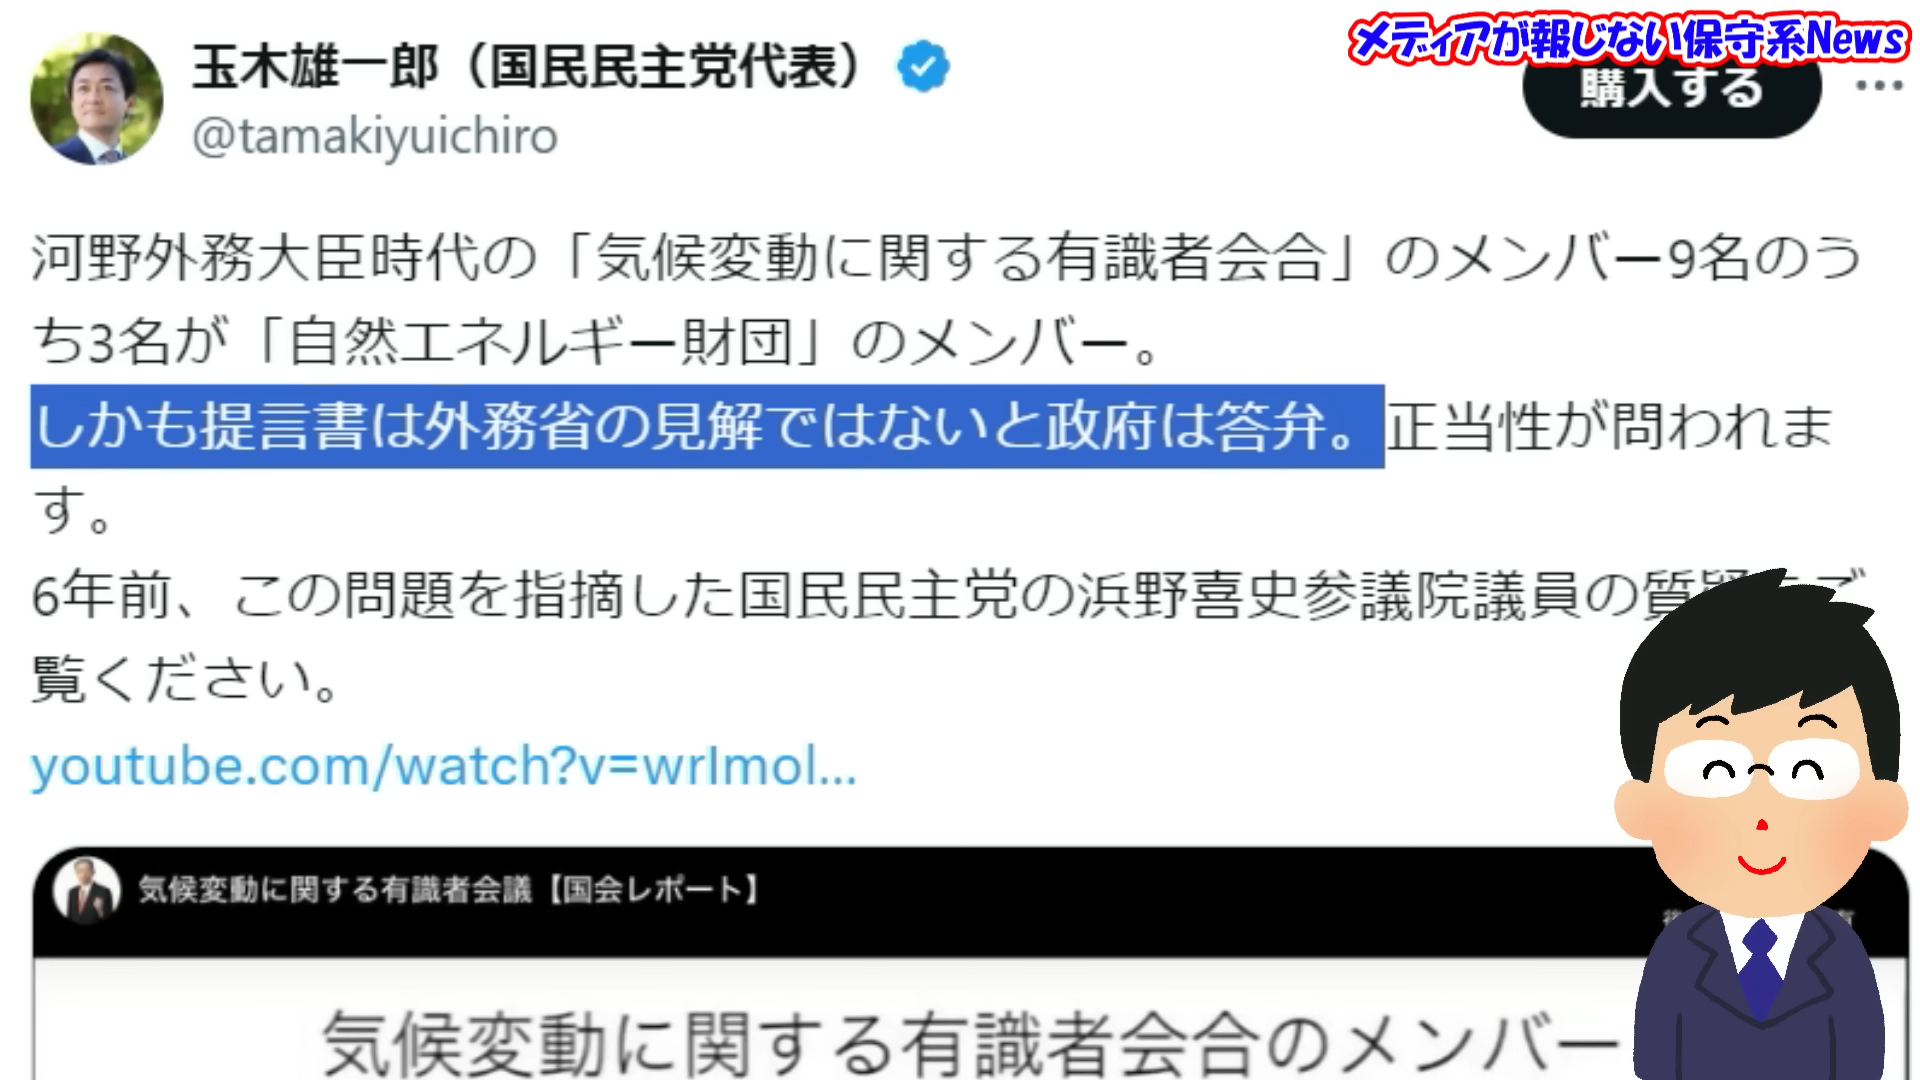 メディアが報じない保守系News
玉木雄一郎（国民民主党代表）
購入する
@tamakiyuichiro
河野外務大臣時代の「気候変動に関する有識者会合」のメンバー9名のう
ち3名が「自然エネルギー財団」のメンバー。
しかも提言書は外務省の見解ではないと政府は答弁。正当性が問われま
す。
6年前、この問題を指摘した国民民主党の浜野喜史参議院議員の質
覧ください。
youtube.com/watch?v=wrImol...
気候変動に関する有識者会議【国会レポート】
気候変動に関する有識者会合のメンバー